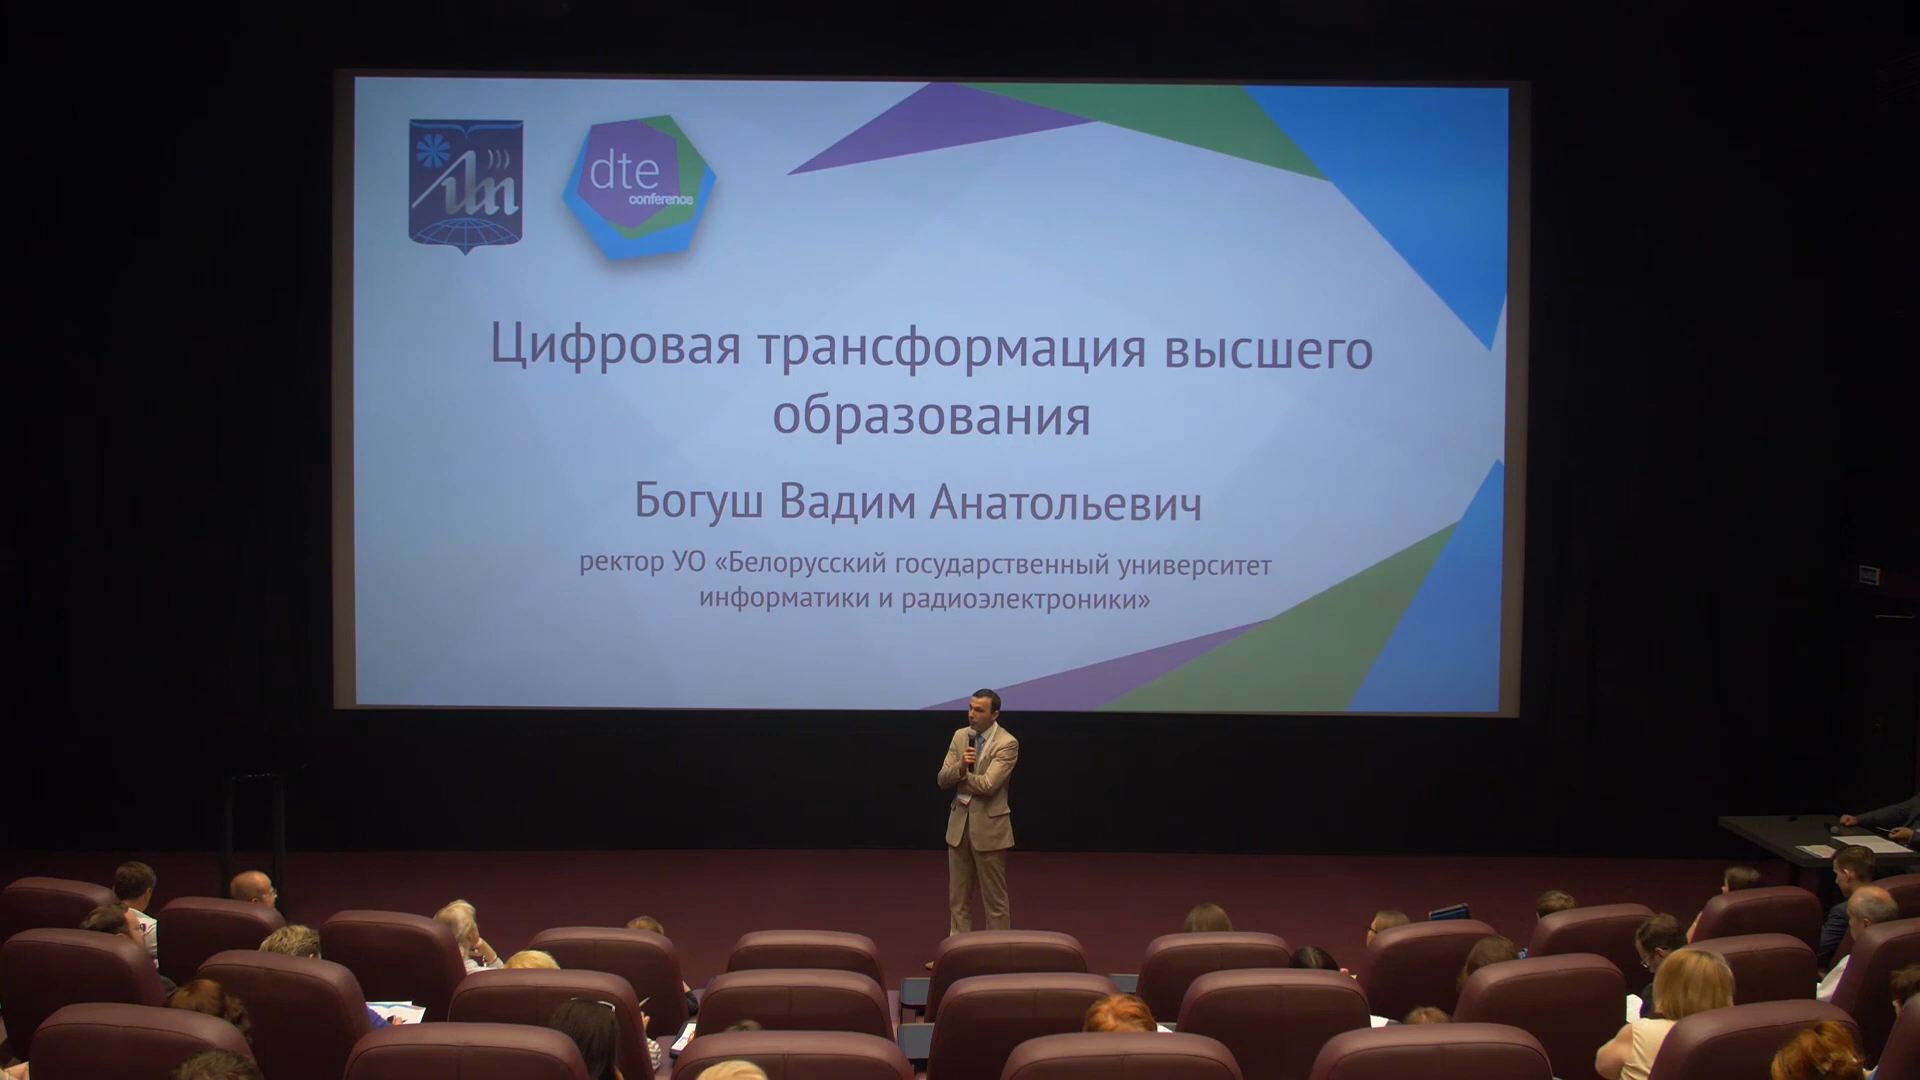 dte
conference
Цифровая трансформация высшего
образования
Богуш Вадим Анатольевич
ректор УО «Белорусский государственный университет
информатики и радиоэлектроники»